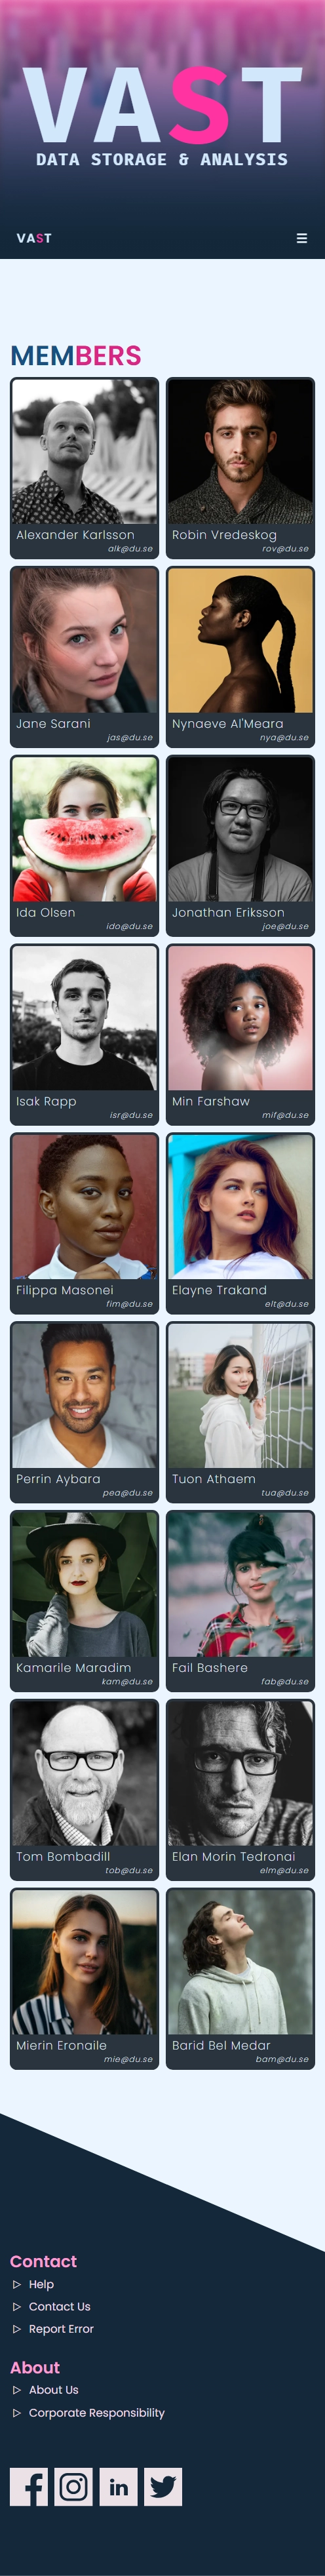 VAST
DATA STORAGE & ANALYSIS
VAST
MEMBERS
Alexander Karlsson
alk@du.se
Robin Vredeskog
rov@du.se
Jane Sarani
jas@du.se
Nynaeve Al'Meara
nya@du.se
Ida Olsen
ido@du.se
Jonathan Eriksson
joe@du.se
Isak Rapp
isr@du.se
Min Farshaw
mif@du.se
Filippa Masonei
fim@du.se
Elayne Trakand
elt@du.se
Perrin Aybara
pea@du.se
Tuon Athaem
tua@du.se
Kamarile Maradim
kam@du.se
Fail Bashere
fab@du.se
Tom Bombadill
tob@du.se
Elan Morin Tedronai
elm@du.se
Mierin Eronaile
mie@du.se
Barid Bel Medar
bam@du.se
Contact
Help
Contact Us
Report Error
About
About Us
Corporate Responsibility